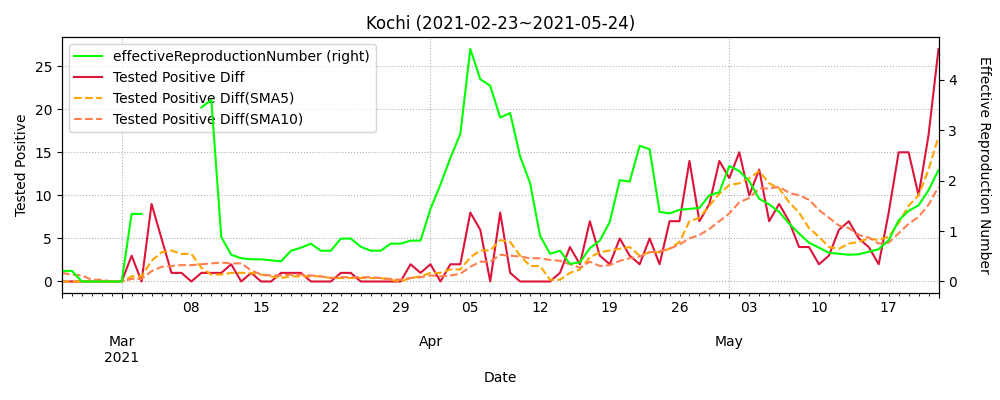 Kochi (2021-02-23~2021-05-24)
effectiveReproductionNumber (right)
Tested Positive Diff
Tested Positive Diff(SMA5)
Tested Positive Diff(SMA10)
Tested Positive
25
20
15
10
5
0
Effective Reproduction Number
4
3
2
1
0
08 15 22 29 05 12 19 26 03 10 17
Mar Apr May
2021
Date